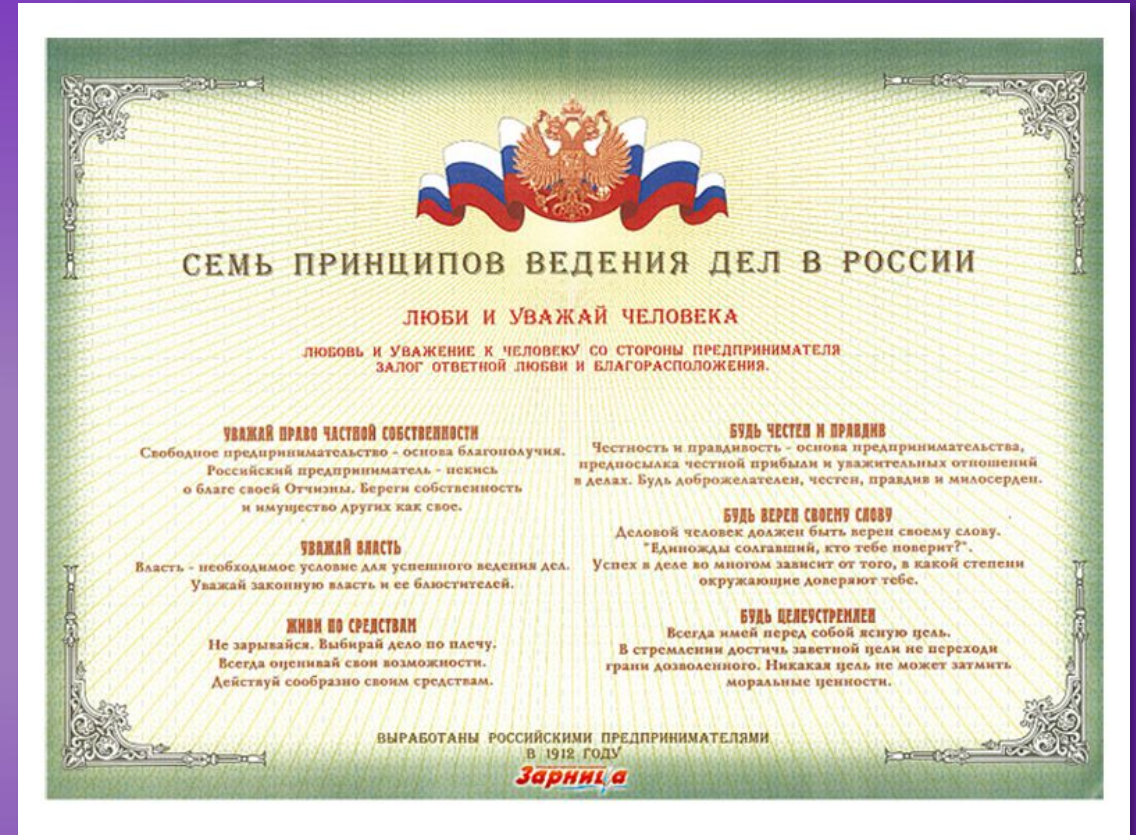 СЕМЬ ПРИНЦИПОВ ВЕДЕНИЯ ДЕЛ В РОССИИ
ЛЮБИ И УВАЖАЙ ЧЕЛОВЕКА
ЛЮБОВЬ И УВАЖЕНИЕ К ЧЕЛОВЕКУ СО СТОРОНЫ ПРЕДПРИНИМАТЕЛЯ
ЗАЛОГ ОТВЕТНОЙ ЛЮБВИ И БЛАГОРАСПОЛОЖЕНИЯ.
УВАЖАЙ ПРАВО ЧАСТНОЙ СОБСТВЕННОСТИ
Свободное предпринимательство - основа благополучия.
Российский предприниматель - пекись
о благе своей Отчизны. Береги собственность
и имущество других как свое.
УВАЖАЙ ВЛАСТЬ
Власть - необходимое условие для успешного ведения дел.
Уважай законную власть и ее блюстителей.
ЖИВИ ПО СРЕДСТВАМ
Не зарывайся. Выбирай дело по плечу.
Всегда оценивай свои возможности.
Действуй сообразно своим средствам.
БУДЬ ЧЕСТЕН И ПРАВДИВ
Честность и правдивость - основа предпринимательства,
предпосылка честной прибыли и уважительных отношений
в делах. Будь доброжелателен, честен, правдив и милосерден.
БУДЬ ВЕРЕН СВОЕМУ СЛОВУ
Деловой человек должен быть верен своему слову.
"Единожды солгавший, кто тебе поверит?".
Успех в деле во многом зависит от того, в какой степени
окружающие доверяют тебе.
БУДЬ ЦЕЛЕУСТРЕМЛЕН
Всегда имей перед собой ясную цель.
В стремлении достичь заветной цели не переходи
грани дозволенного. Никакая цель не может затмить
моральные ценности.
ВЫРАБОТАНЫ РОССИЙСКИМИ ПРЕДПРИНИМАТЕЛЯМИ
В 1912 ГОДУ
Зарница